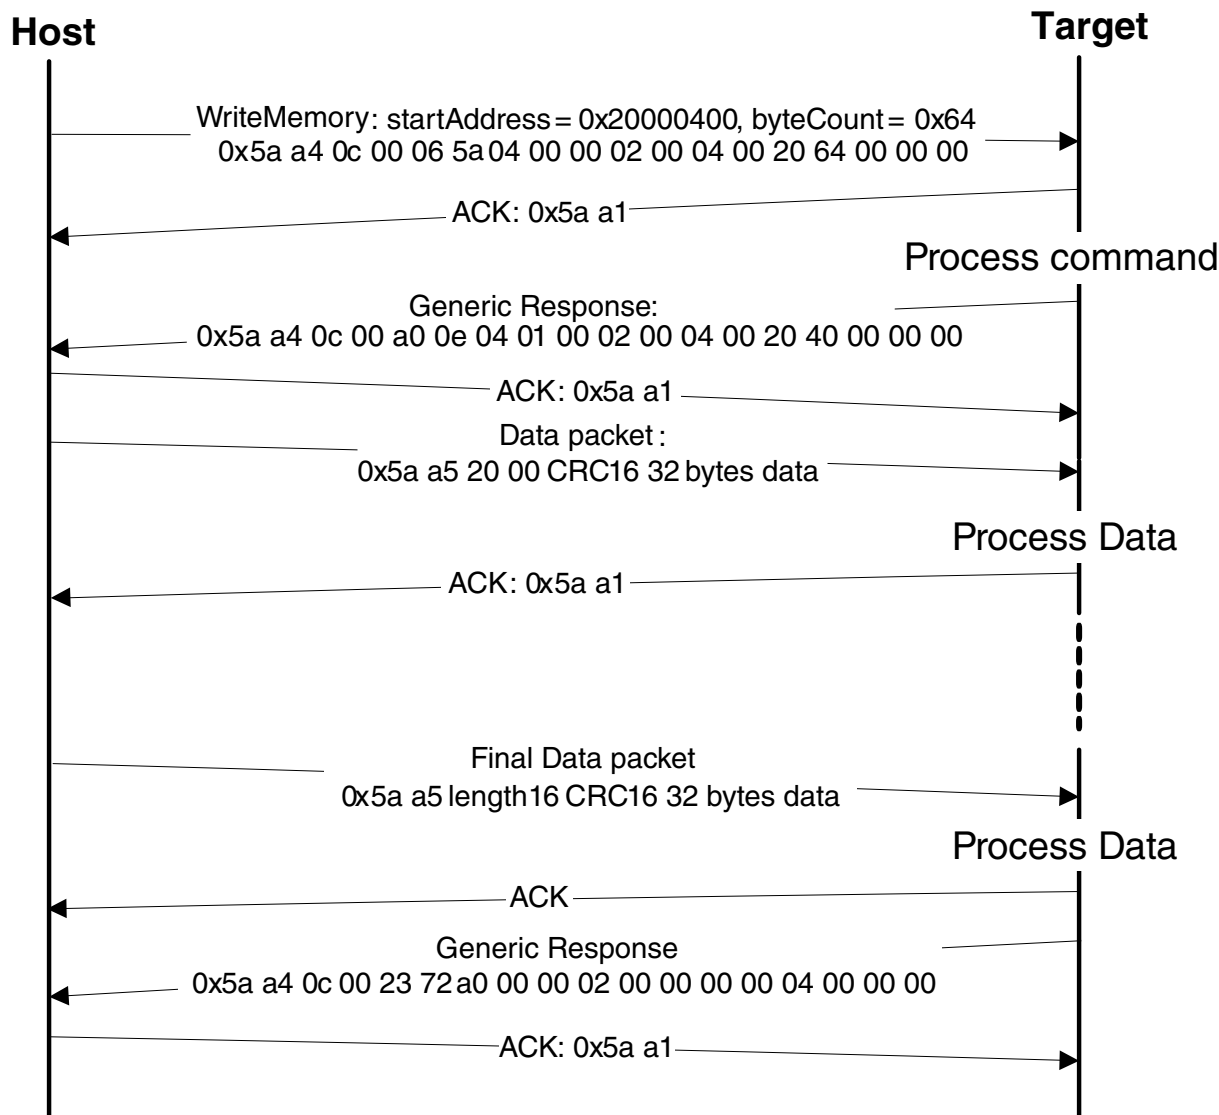 Host
Target
WriteMemory: startAddress = 0x20000400, byteCount = 0x64
0x5a a4 0c 00 06 5a 04 00 00 02 00 04 00 20 64 00 00 00
ACK: 0x5a a1
Process command
Generic Response:
0x5a a4 0c 00 a0 0e 04 01 00 02 00 04 00 20 40 00 00 00
ACK: 0x5a a1
Data packet :
0x5a a5 20 00 CRC16 32 bytes data
Process Data
ACK: 0x5a a1
Final Data packet
0x5a a5 length16 CRC16 32 bytes data
Process Data
ACK
Generic Response
0x5a a4 0c 00 23 72 a0 00 00 02 00 00 00 00 04 00 00 00
ACK: 0x5a a1